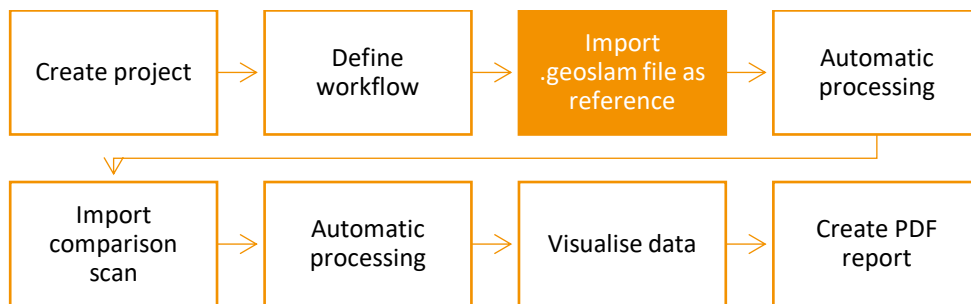 Create project
Define
workflow
Import
.geoslam file as
reference
Automatic
processing
Import
comparison
scan
Automatic
processing
Visualise data
Create PDF
report